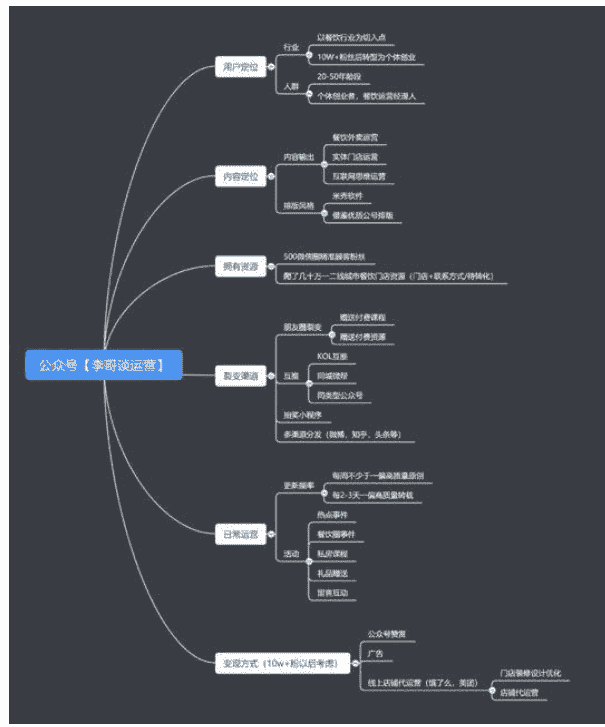 公众号【李哥谈运营】
用户定位
行业
以餐饮行业为切入点
10W+粉丝后转型为个体创业
人群
20-50年龄段
个体创业者，餐饮运营经理人
内容定位
内容输出
餐饮外卖运营
实体门店运营
互联网思维运营
排版风格
米秀软件
借鉴优质公号排版
拥有资源
500微信圈精准顾客粉丝
爬了几十万一二线城市餐饮门店资源（门店+联系方式/待转化）
裂变渠道
朋友圈裂变
赠送付费课程
赠送付费资源
互推
KOL互推
同城微帮
同类型公众号
抽奖小程序
多渠道分发（微博，知乎，头条等）
日常运营
更新频率
每周不少于一偏高质量原创
每2-3天一偏高质量转载
活动
热点事件
餐饮圈事件
私房课程
礼品赠送
留言互动
变现方式（10w+粉以后考虑）
公众号赞赏
广告
线上店铺代运营（饿了么，美团）
门店装修设计优化
店铺代运营